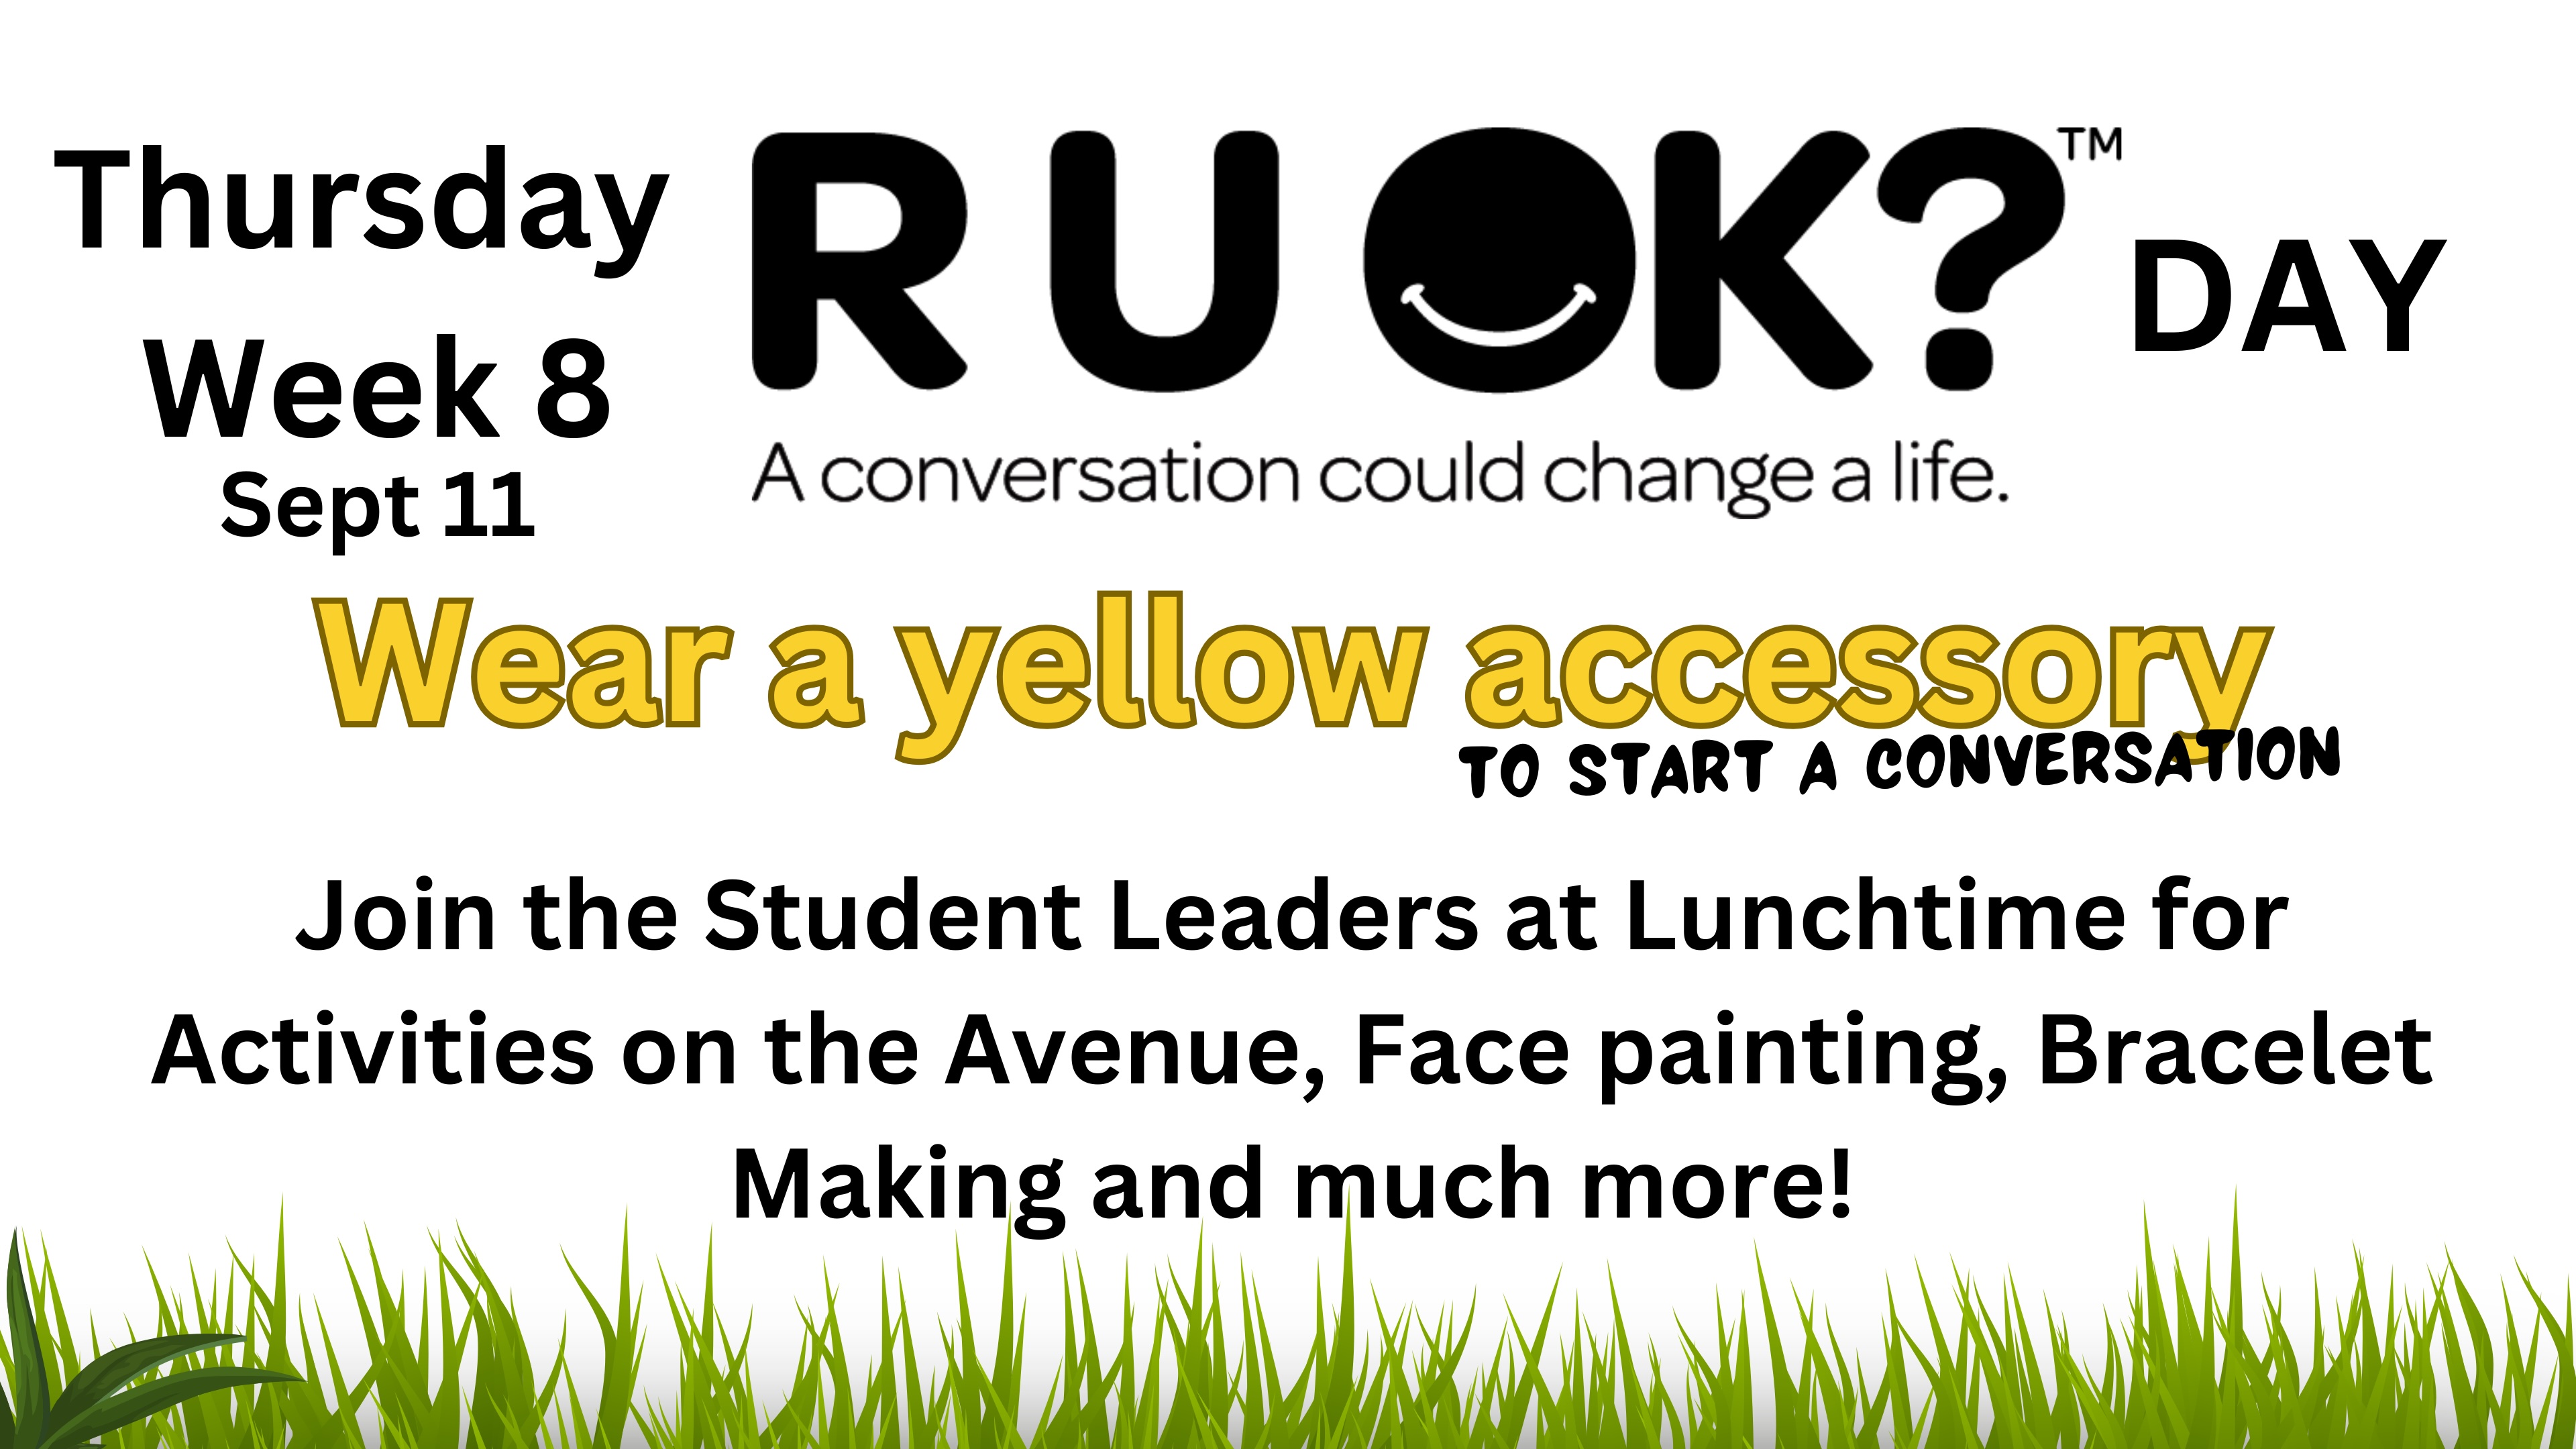 Thursday
Week 8
Sept 11
R U OK?™ DAY
A conversation could change a life.
Wear a yellow accessory
TO START A CONVERSATION
Join the Student Leaders at Lunchtime for
Activities on the Avenue, Face painting, Bracelet
Making and much more!